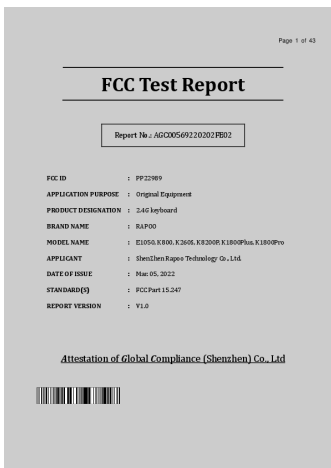 Page 1 of 43
FCC Test Report
Report No.: AGC00569220202FE02
FCC ID : PP22989
APPLICATION PURPOSE : Original Equipment
PRODUCT DESIGNATION : 2.4G keyboard
BRAND NAME : RAPOO
MODEL NAME : E1050, K800, K260S, K8200P, K1800Plus, K1800Pro
APPLICANT : ShenZhen Rapoo Technology Co., Ltd.
DATE OF ISSUE : Mar. 05, 2022
STANDARD(S) : FCC Part 15.247
REPORT VERSION : V1.0
Attestation of Global Compliance (Shenzhen) Co., Ltd